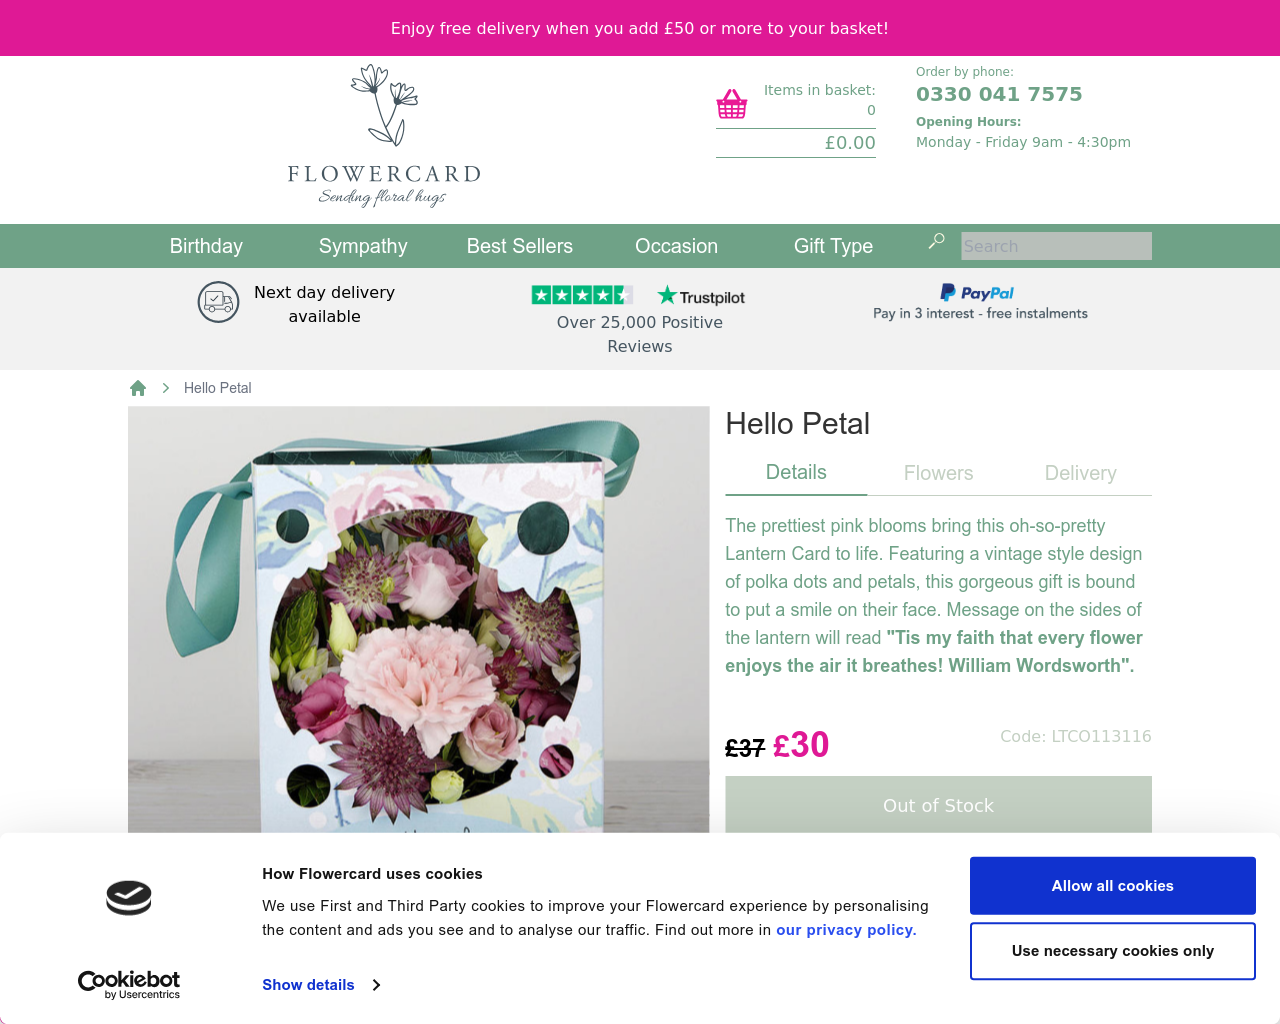 Enjoy free delivery when you add £50 or more to your basket!
FLOWERCARD
Sending floral hugs
Items in basket:
0
£0.00
Order by phone:
0330 041 7575
Opening Hours:
Monday - Friday 9am - 4:30pm
Birthday
Sympathy
Best Sellers
Occasion
Gift Type
Search
Next day delivery
available
Trustpilot
Over 25,000 Positive
Reviews
PayPal
Pay in 3 interest - free instalments
Hello Petal
Hello Petal
Details
Flowers
Delivery
The prettiest pink blooms bring this oh-so-pretty
Lantern Card to life. Featuring a vintage style design
of polka dots and petals, this gorgeous gift is bound
to put a smile on their face. Message on the sides of
the lantern will read "Tis my faith that every flower
enjoys the air it breathes! William Wordsworth".
£37 £30
Code: LTCO113116
Out of Stock
How Flowercard uses cookies
We use First and Third Party cookies to improve your Flowercard experience by personalising
the content and ads you see and to analyse our traffic. Find out more in our privacy policy.
Show details
Cookiebot
by Usercentrics
Allow all cookies
Use necessary cookies only